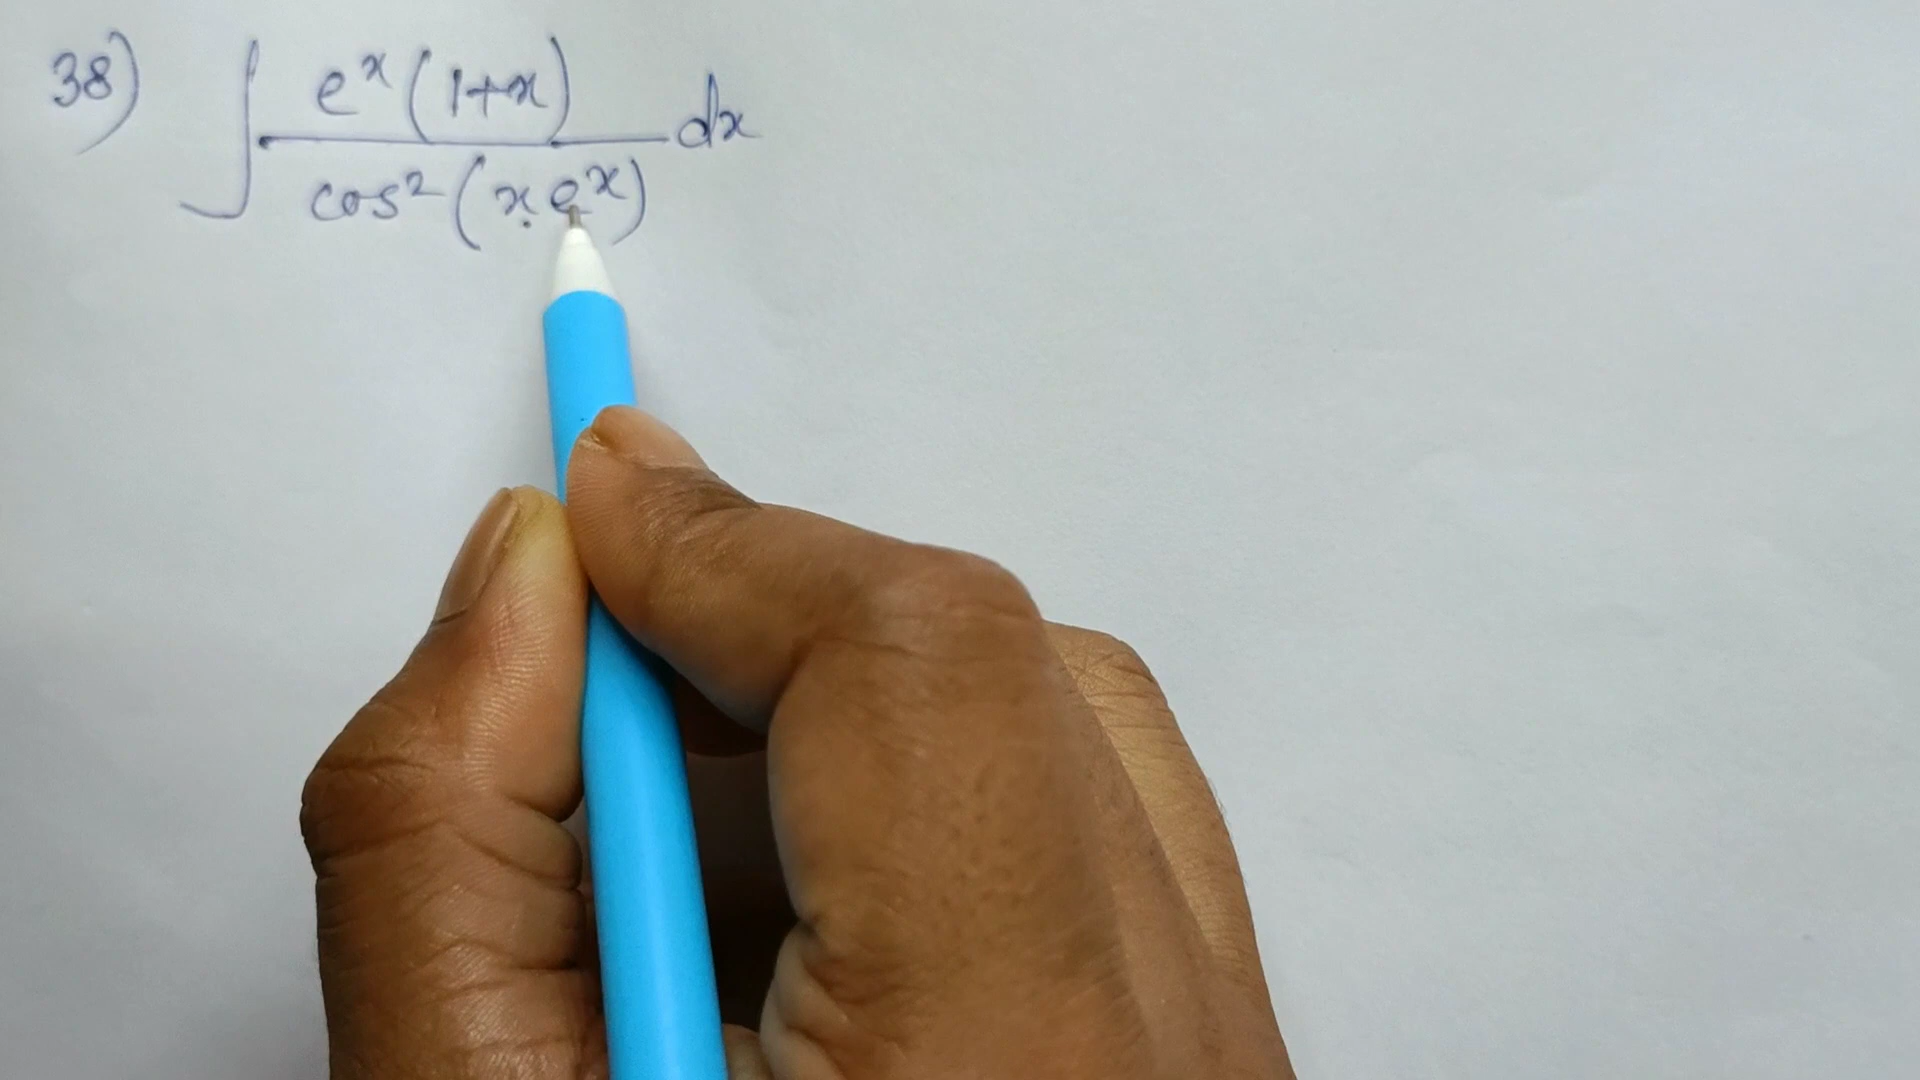 38) ∫ e^x (1+x) / cos² (x e^x) dx